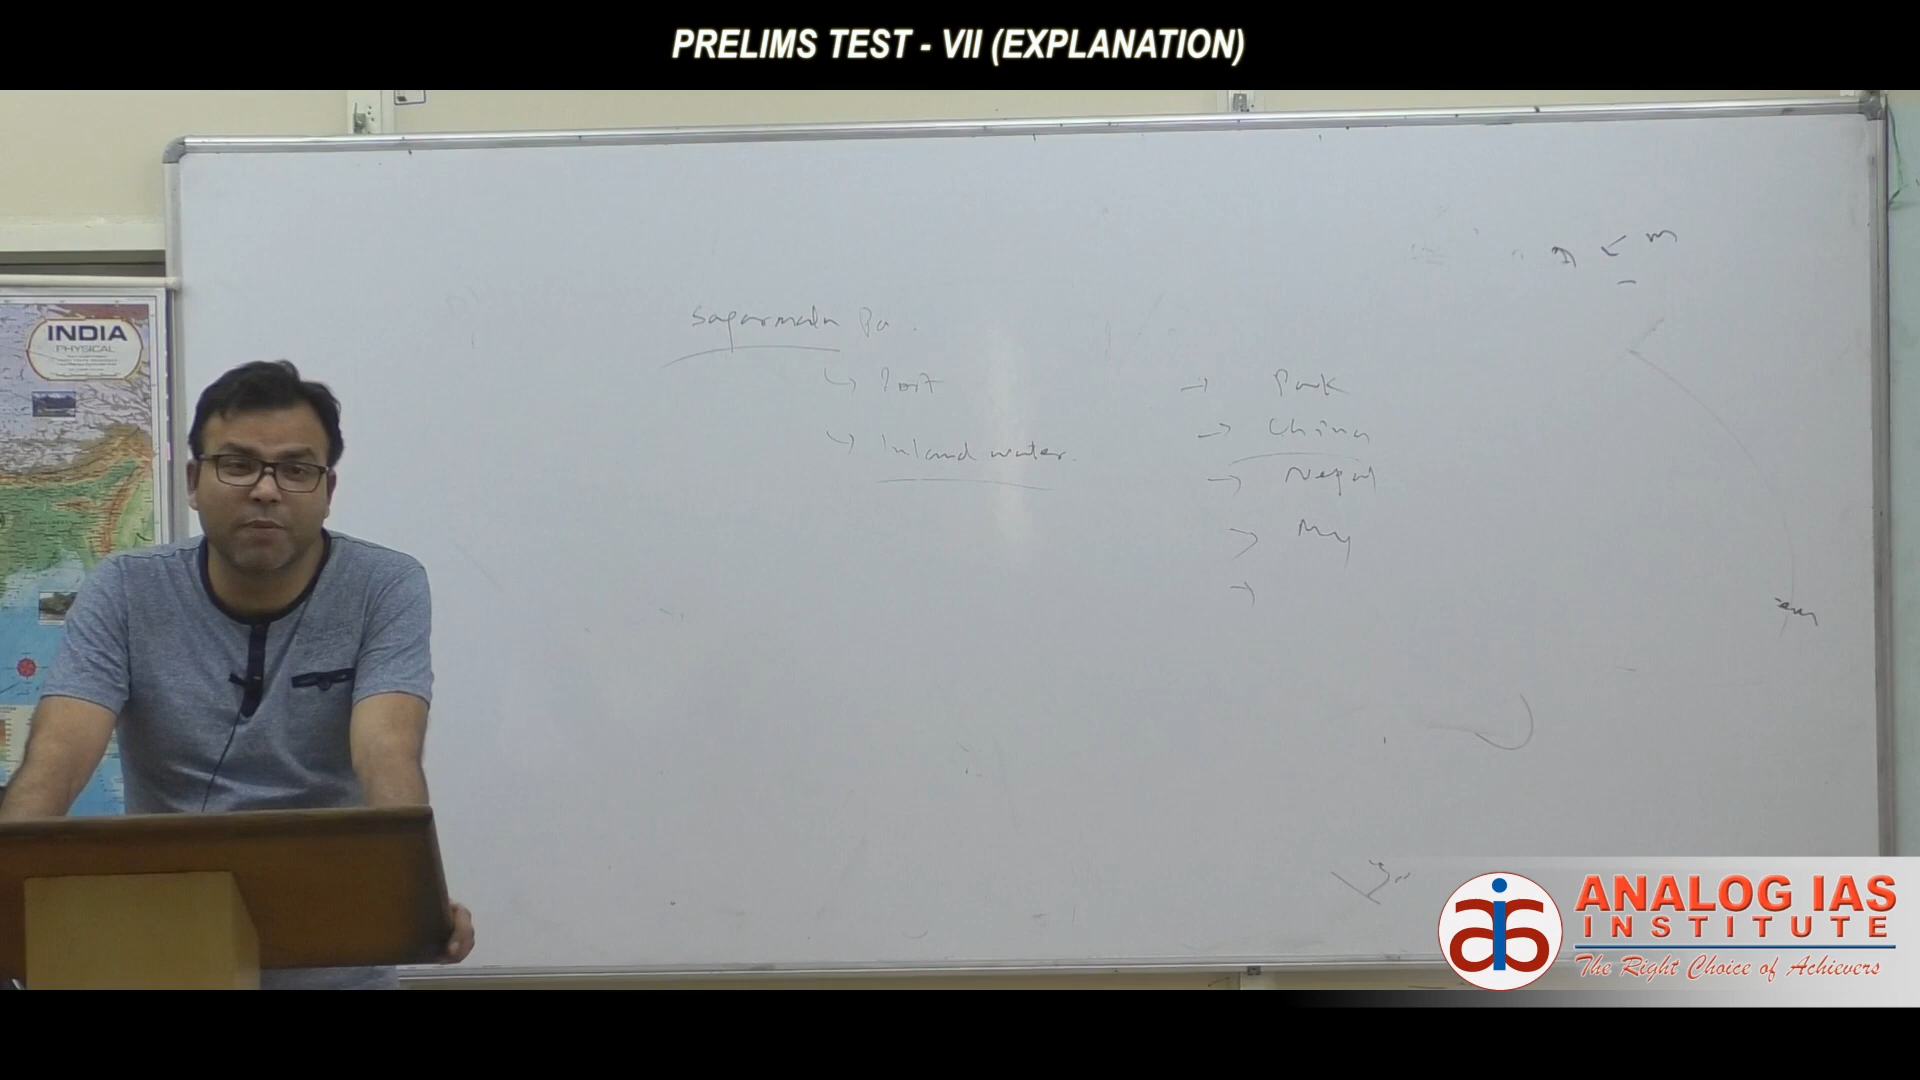 PRELIMS TEST - VII (EXPLANATION)
INDIA
PHYSICAL
Sagarmala
Port
Inland water.
→ Pak
→ China
→ Nepal
→ My
→
ANALOG IAS
INSTITUTE
The Right Choice of Achievers